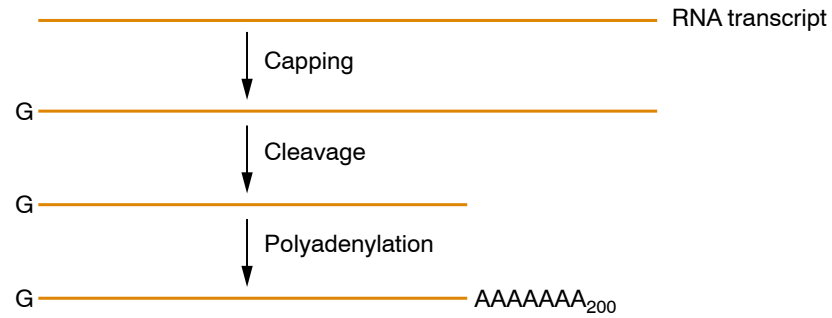 RNA transcript
Capping
G
Cleavage
G
Polyadenylation
G AAAAAAA200